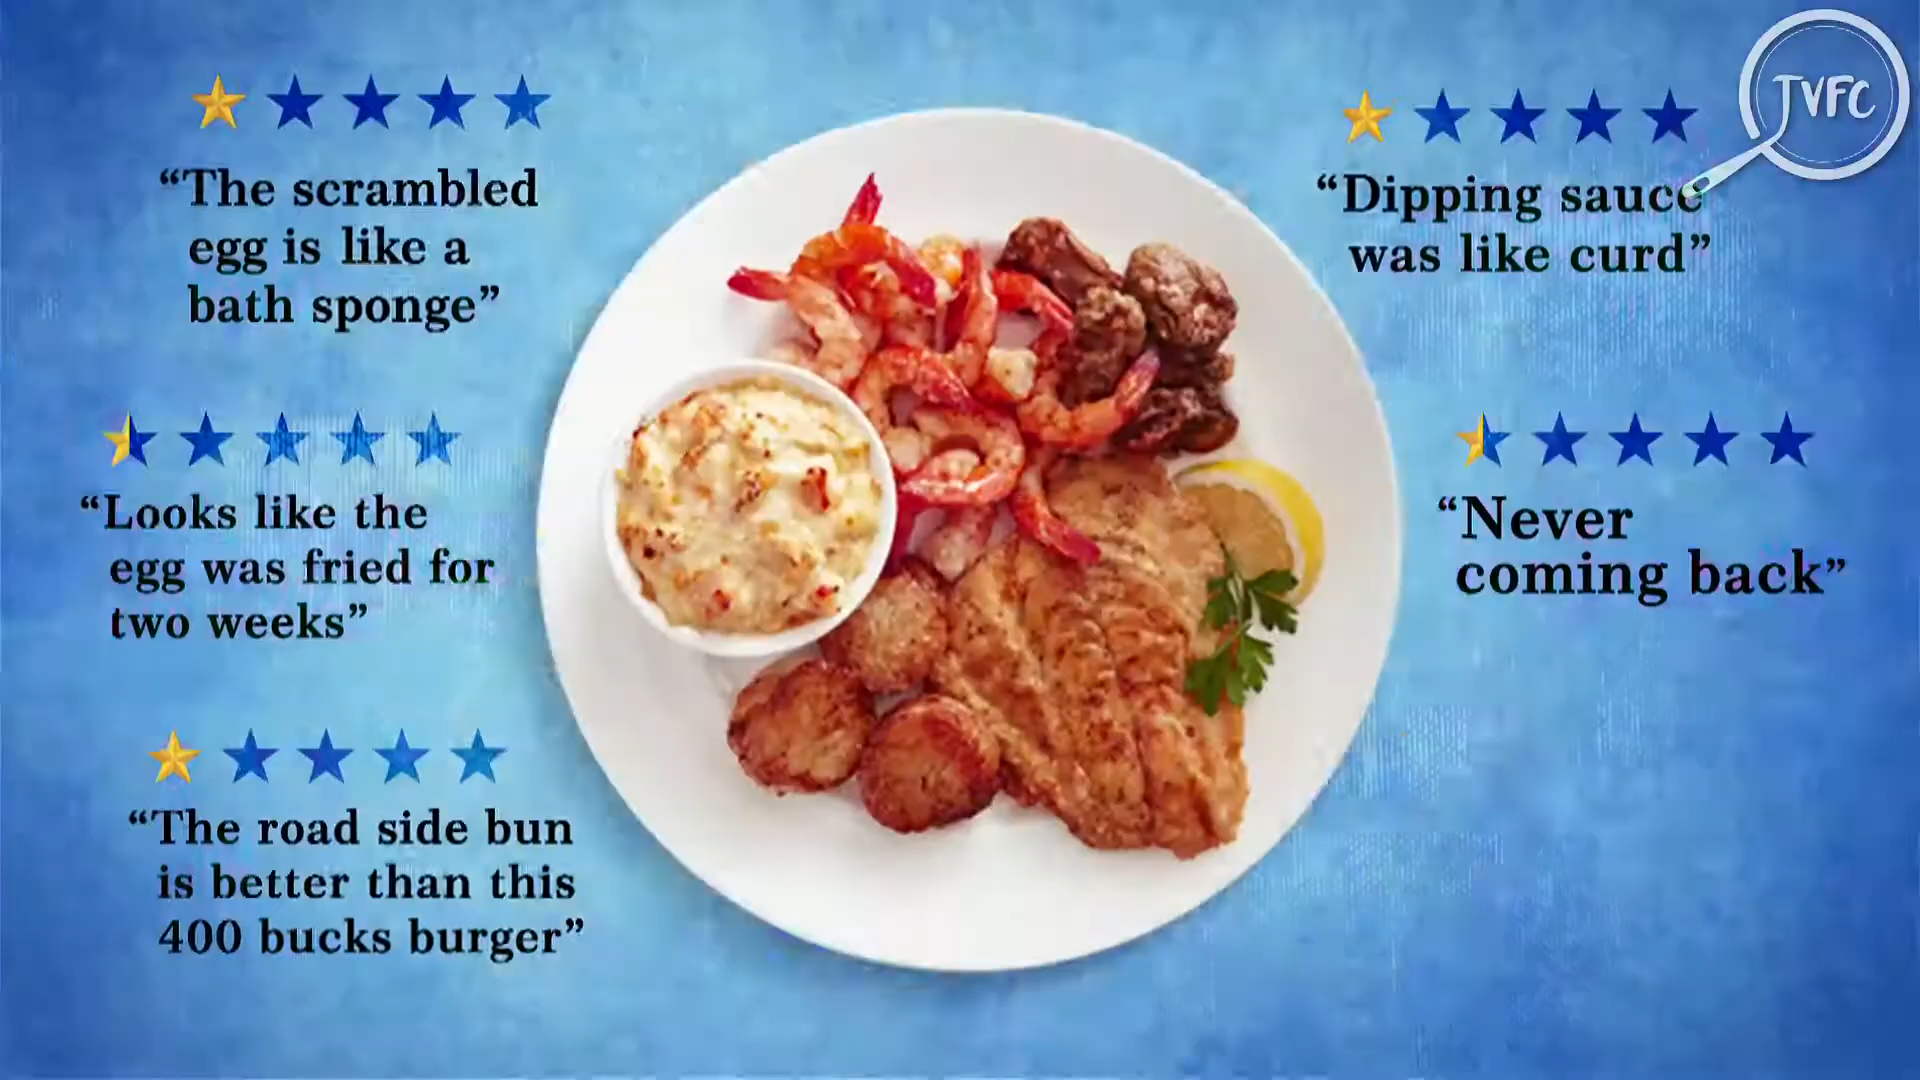 “The scrambled
egg is like a
bath sponge”
“Looks like the
egg was fried for
two weeks”
“The road side bun
is better than this
400 bucks burger”
JVFC
“Dipping sauce
was like curd”
“Never
coming back”